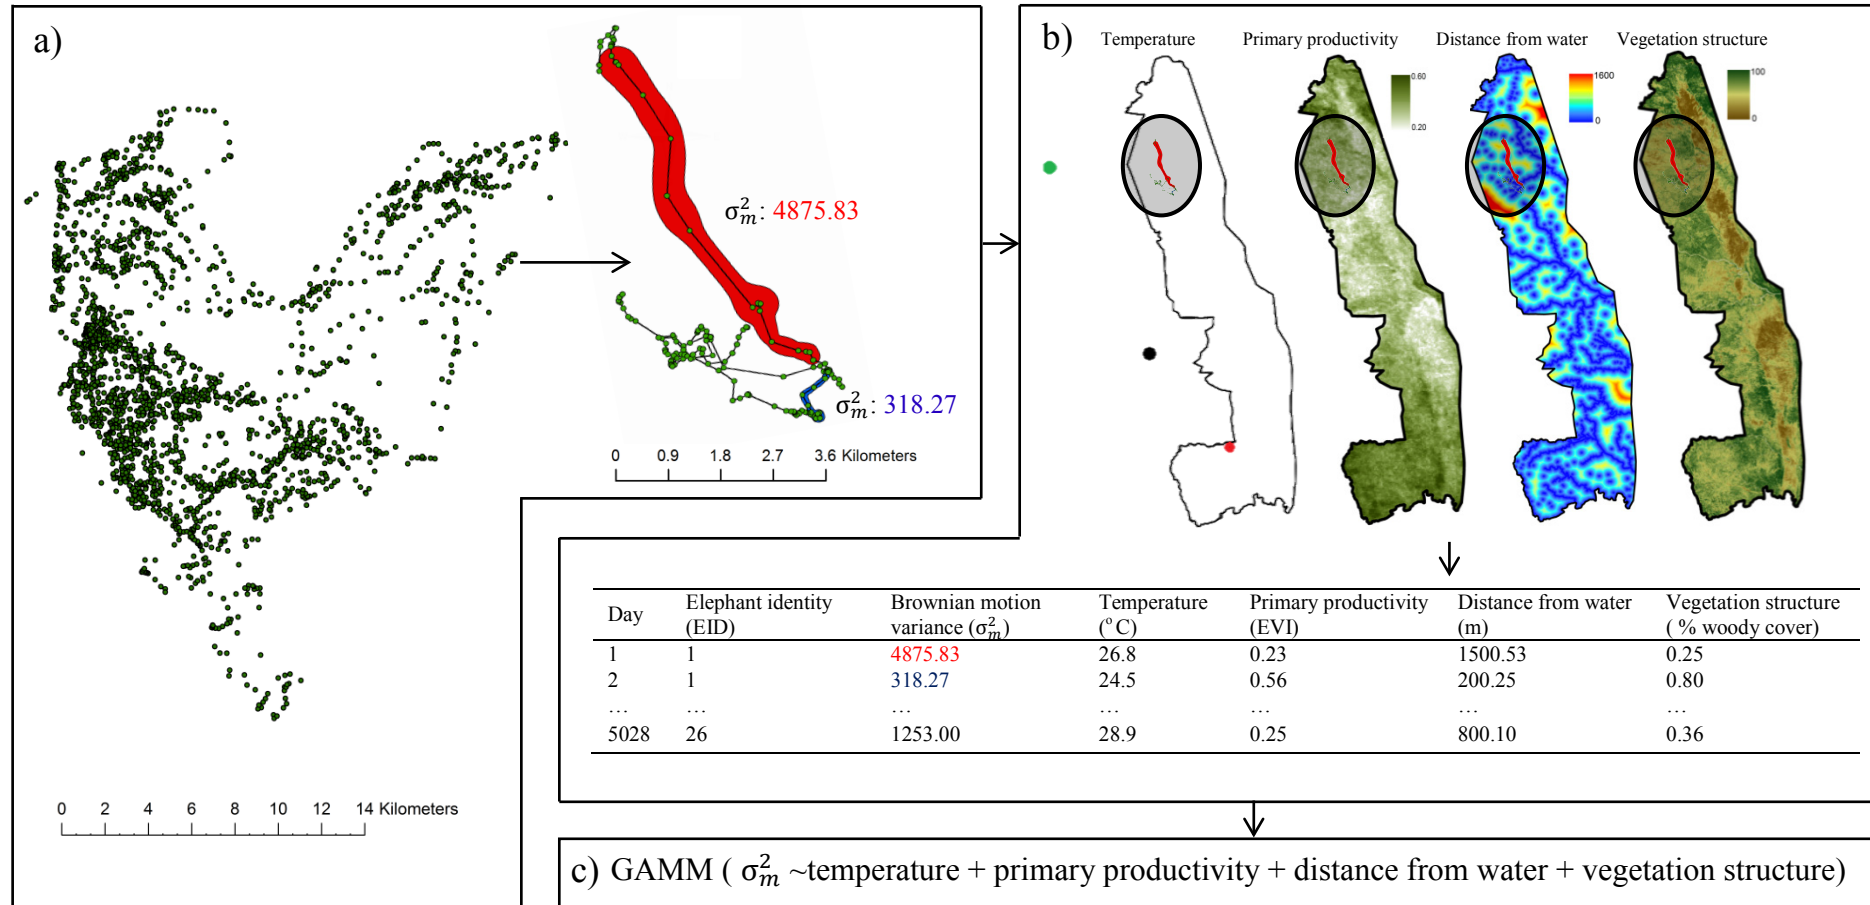 a)
σ²m: 4875.83
σ²m: 318.27
0 0.9 1.8 2.7 3.6 Kilometers
0 2 4 6 8 10 12 14 Kilometers
b)
Temperature Primary productivity Distance from water Vegetation structure
0.60
0.20
1600
0
100
0
Day Elephant identity (EID) Brownian motion variance (σ²m) Temperature (°C) Primary productivity (EVI) Distance from water (m) Vegetation structure ( % woody cover)
1 1 4875.83 26.8 0.23 1500.53 0.25
2 1 318.27 24.5 0.56 200.25 0.80
… … … … … … …
5028 26 1253.00 28.9 0.25 800.10 0.36
c) GAMM ( σ²m ~temperature + primary productivity + distance from water + vegetation structure)